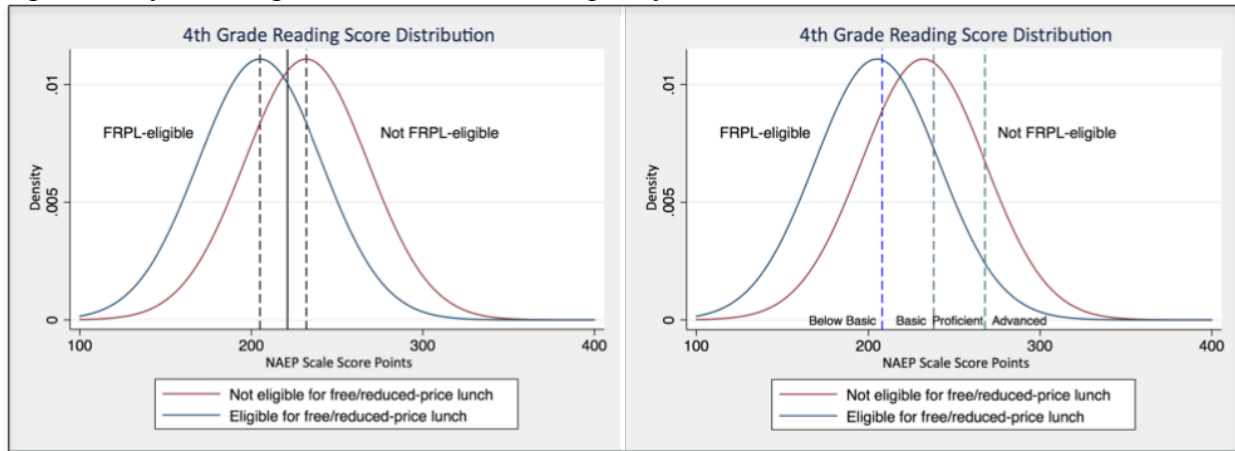 4th Grade Reading Score Distribution
.01
FRPL-eligible
Not FRPL-eligible
Density
.005
0
100
200
300
400
NAEP Scale Score Points
Not eligible for free/reduced-price lunch
Eligible for free/reduced-price lunch
4th Grade Reading Score Distribution
.01
FRPL-eligible
Not FRPL-eligible
Density
.005
0
Below Basic
Basic
Proficient
Advanced
100
200
300
400
NAEP Scale Score Points
Not eligible for free/reduced-price lunch
Eligible for free/reduced-price lunch